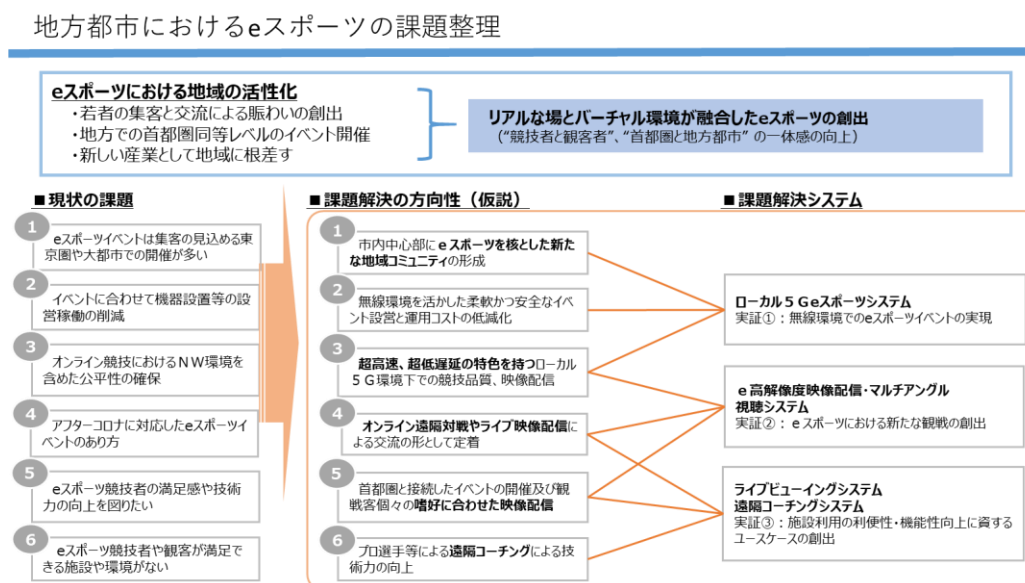 地方都市におけるeスポーツの課題整理
eスポーツにおける地域の活性化
・若者の集客と交流による賑わいの創出
・地方での首都圏同等レベルのイベント開催
・新しい産業として地域に根差す
リアルな場とバーチャル環境が融合したeスポーツの創出
（“競技者と観客者”、“首都圏と地方都市” の一体感の向上）
■現状の課題
1
eスポーツイベントは集客の見込める東
京圏や大都市での開催が多い
2
イベントに合わせて機器設置等の設
営稼働の削減
3
オンライン競技におけるNW環境を
含めた公平性の確保
4
アフターコロナに対応したeスポーツイ
ベントのあり方
5
eスポーツ競技者の満足感や技術
力の向上を図りたい
6
eスポーツ競技者や観客が満足で
きる施設や環境がない
■課題解決の方向性（仮説）
1
市内中心部にeスポーツを核とした新た
な地域コミュニティの形成
2
無線環境を活かした柔軟かつ安全なイベ
ント設営と運用コストの低減化
3
超高速、超低遅延の特色を持つローカル
５G環境下での競技品質、映像配信
4
オンライン遠隔対戦やライブ映像配信に
よる交流の形として定着
5
首都圏と接続したイベントの開催及び観
戦客個々の嗜好に合わせた映像配信
6
プロ選手等による遠隔コーチングによる技
術力の向上
■課題解決システム
ローカル５Geスポーツシステム
実証①：無線環境でのeスポーツイベントの実現
ｅ高解像度映像配信・マルチアングル
視聴システム
実証②：ｅスポーツにおける新たな観戦の創出
ライブビューイングシステム
遠隔コーチングシステム
実証③：施設利用の利便性・機能性向上に資する
ユースケースの創出